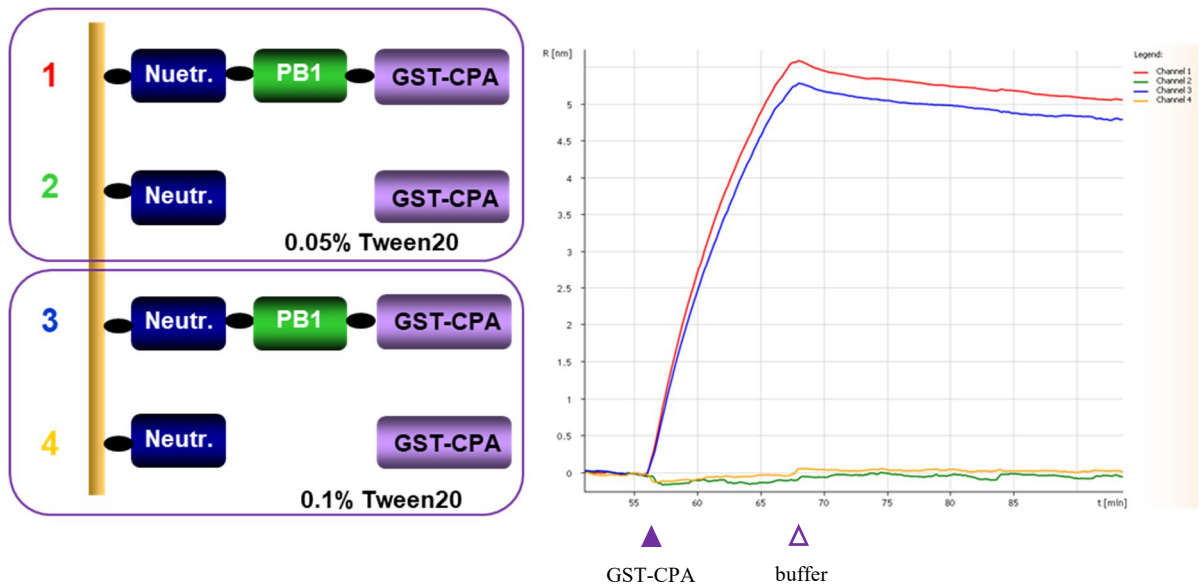 1 Nuetr. PB1 GST-CPA
2 Neutr. GST-CPA
0.05% Tween20
3 Neutr. PB1 GST-CPA
4 Neutr. GST-CPA
0.1% Tween20
R [nm]
5
4.5
4
3.5
3
2.5
2
1.5
1
0.5
0
55 60 65 70 75 80 85 t [min]
Legend:
Channel 1
Channel 2
Channel 3
Channel 4
GST-CPA buffer